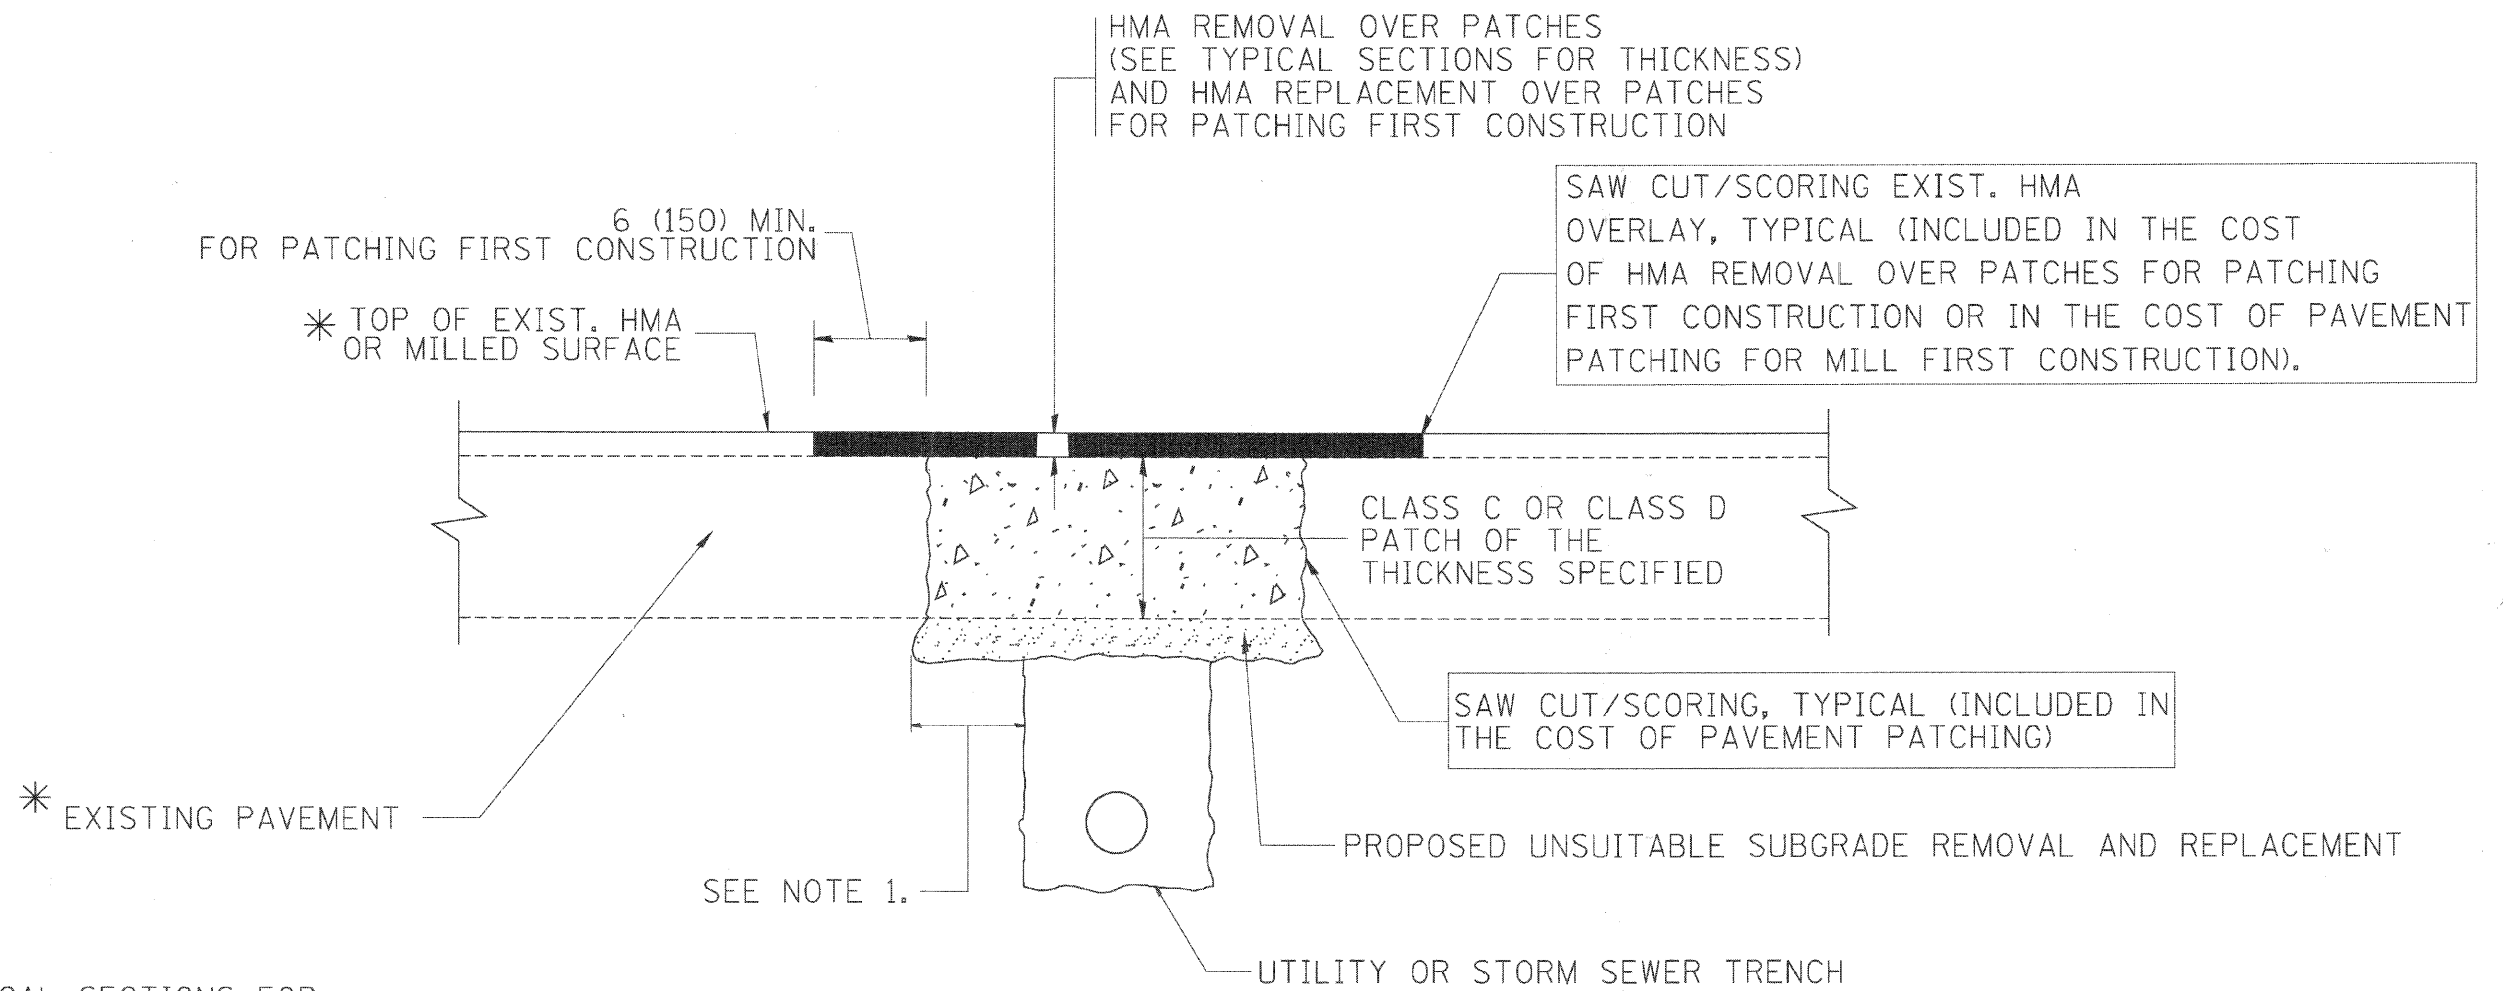 HMA REMOVAL OVER PATCHES
(SEE TYPICAL SECTIONS FOR THICKNESS)
AND HMA REPLACEMENT OVER PATCHES
FOR PATCHING FIRST CONSTRUCTION
SAW CUT/SCORING EXIST. HMA
OVERLAY, TYPICAL (INCLUDED IN THE COST
OF HMA REMOVAL OVER PATCHES FOR PATCHING
FIRST CONSTRUCTION OR IN THE COST OF PAVEMENT
PATCHING FOR MILL FIRST CONSTRUCTION).
6 (150) MIN.
FOR PATCHING FIRST CONSTRUCTION
* TOP OF EXIST. HMA
OR MILLED SURFACE
CLASS C OR CLASS D
PATCH OF THE
THICKNESS SPECIFIED
SAW CUT/SCORING, TYPICAL (INCLUDED IN
THE COST OF PAVEMENT PATCHING)
* EXISTING PAVEMENT
PROPOSED UNSUITABLE SUBGRADE REMOVAL AND REPLACEMENT
SEE NOTE 1.
UTILITY OR STORM SEWER TRENCH
SECTIONS FOR